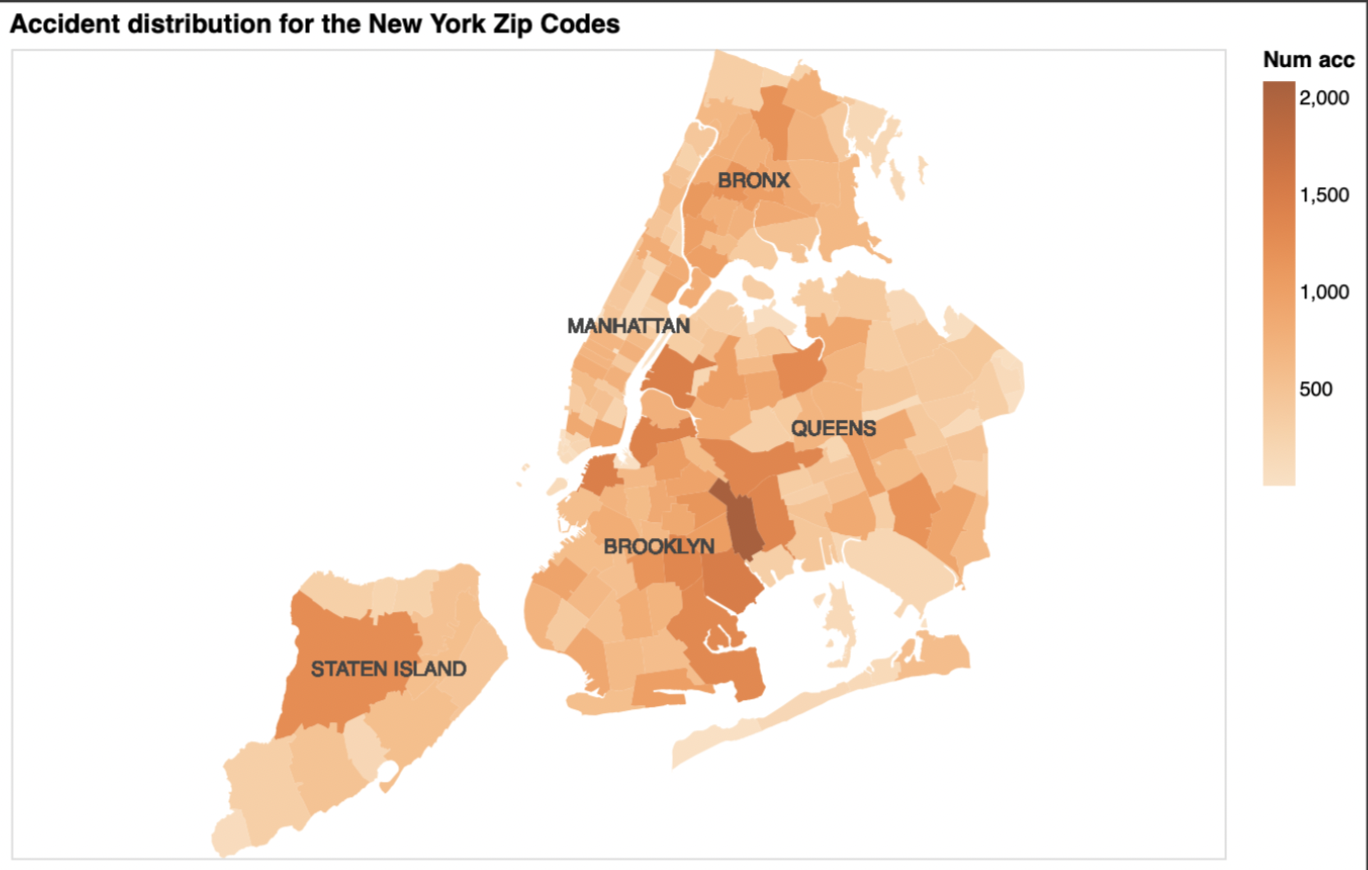 Accident distribution for the New York Zip Codes
Num acc
2,000
1,500
1,000
500
BRONX
MANHATTAN
QUEENS
BROOKLYN
STATEN ISLAND